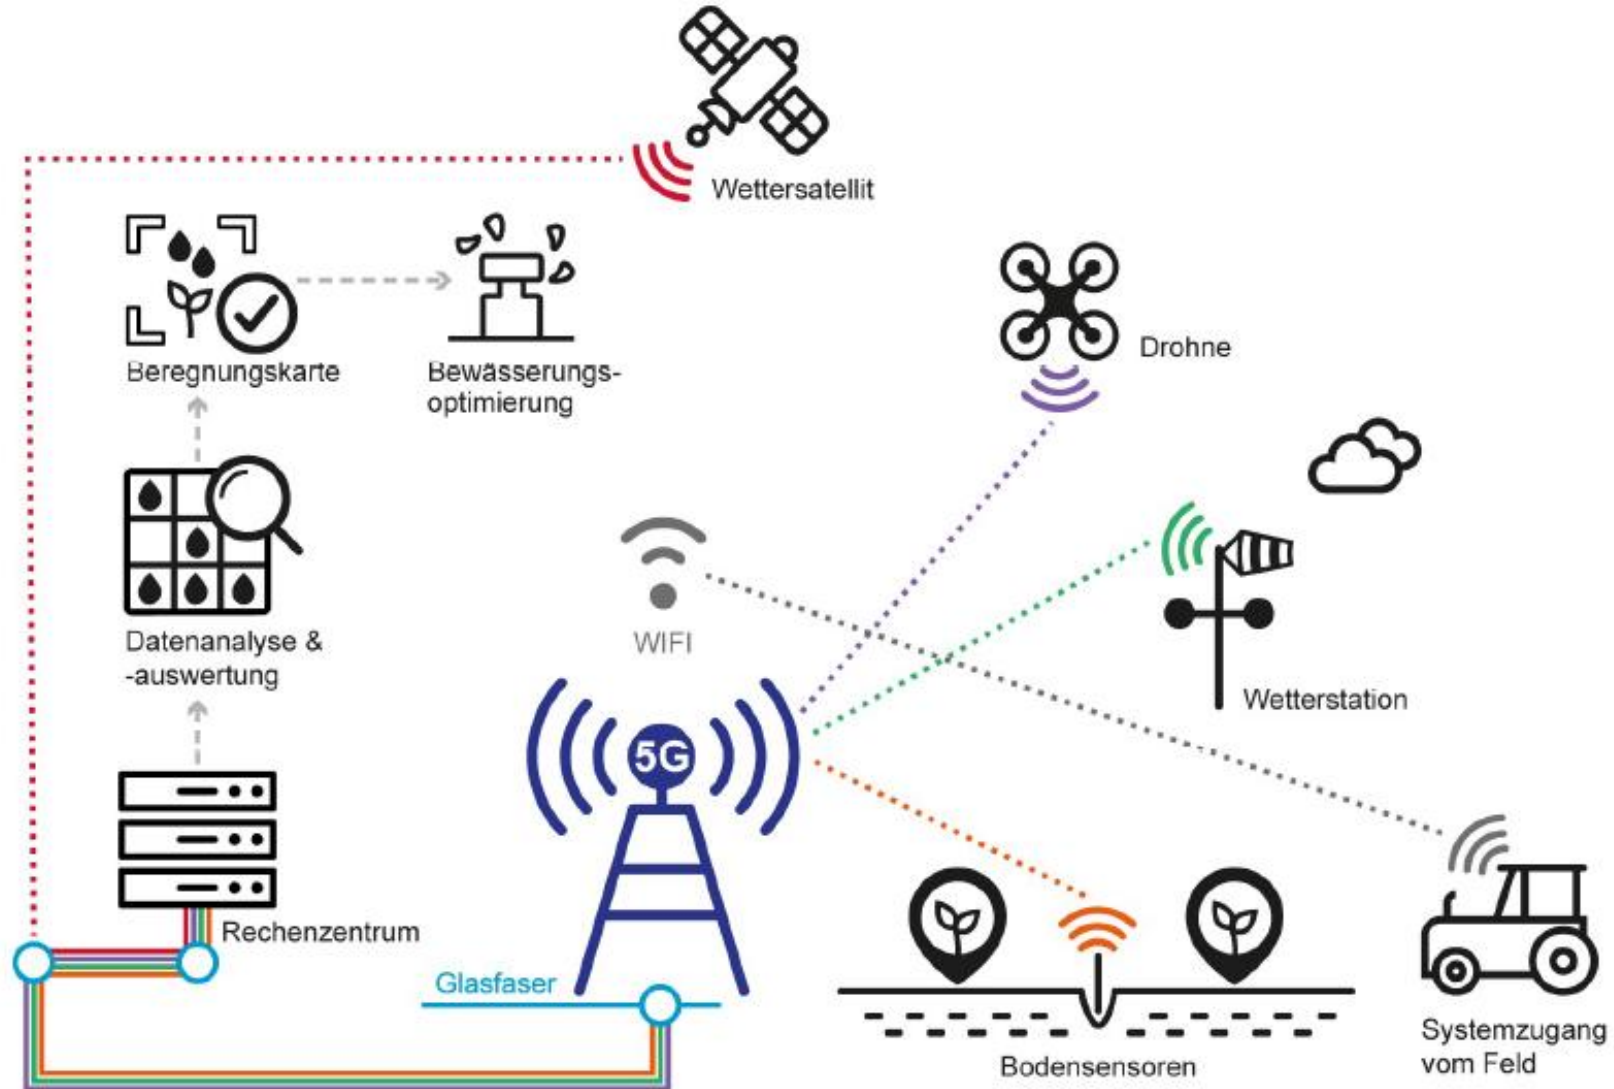 Wettersatellit
Beregnungskarte
Bewässerungs-
optimierung
Drohne
Datenanalyse &
-auswertung
WIFI
Wetterstation
5G
Rechenzentrum
Glasfaser
Bodensensoren
Systemzugang
vom Feld